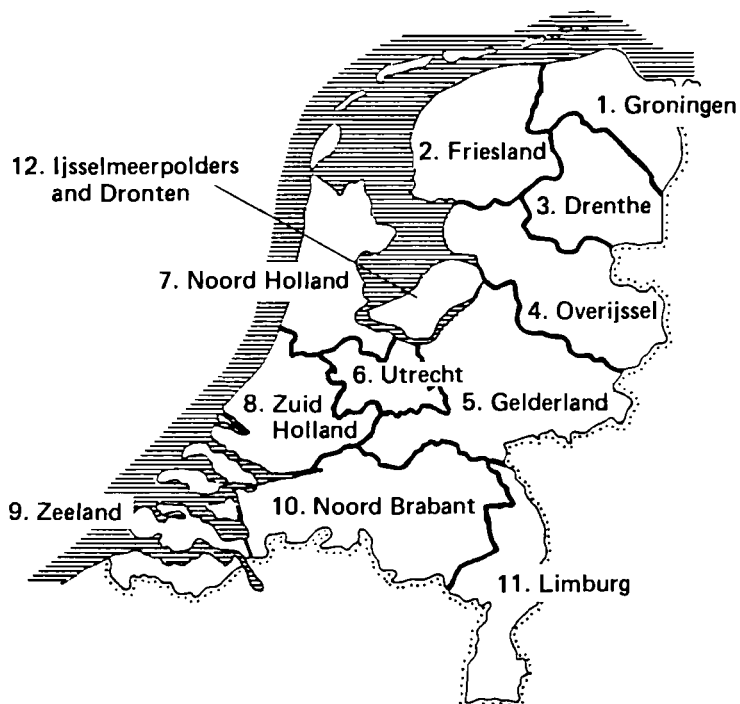 1. Groningen
2. Friesland
12. Ijsselmeerpolders
and Dronten
3. Drenthe
7. Noord Holland
4. Overijssel
6. Utrecht
8. Zuid
Holland
5. Gelderland
9. Zeeland
10. Noord Brabant
11. Limburg